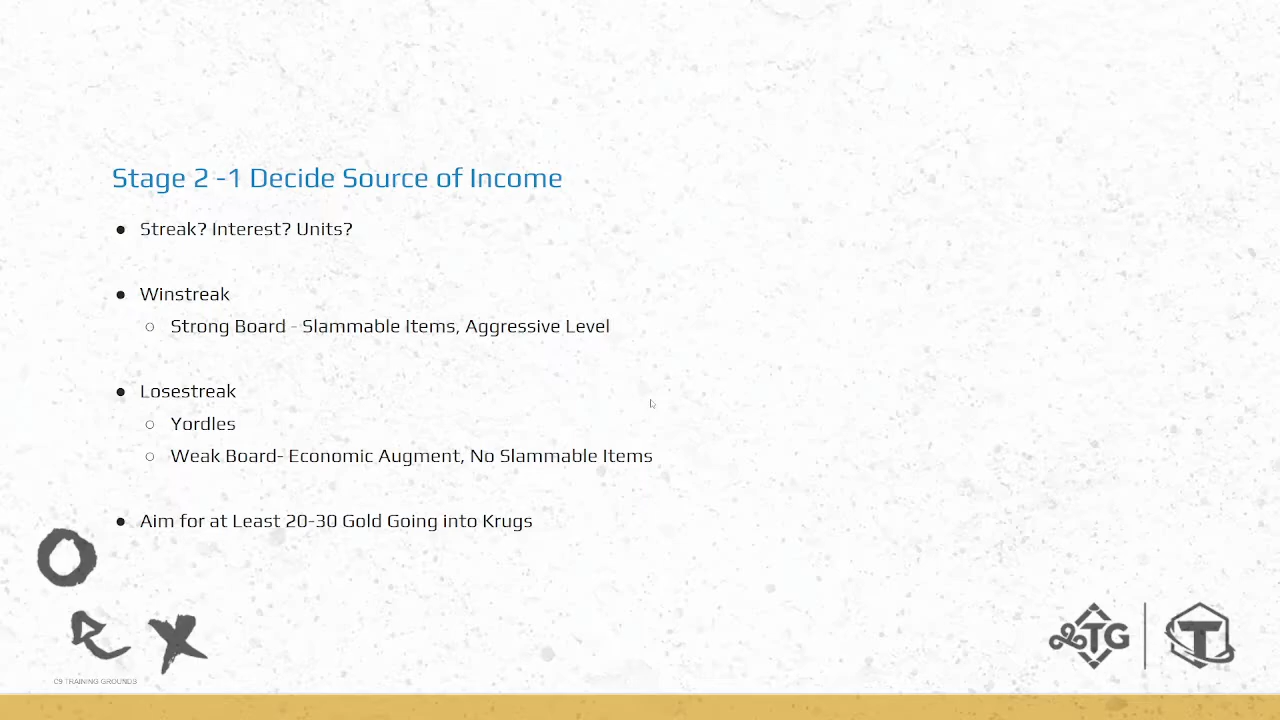 Stage 2 -1 Decide Source of Income
● Streak? Interest? Units?
● Winstreak
○ Strong Board - Slammable Items, Aggressive Level
● Losestreak
○ Yordles
○ Weak Board- Economic Augment, No Slammable Items
● Aim for at Least 20-30 Gold Going into Krugs
TG
T
C9 TRAINING GROUNDS